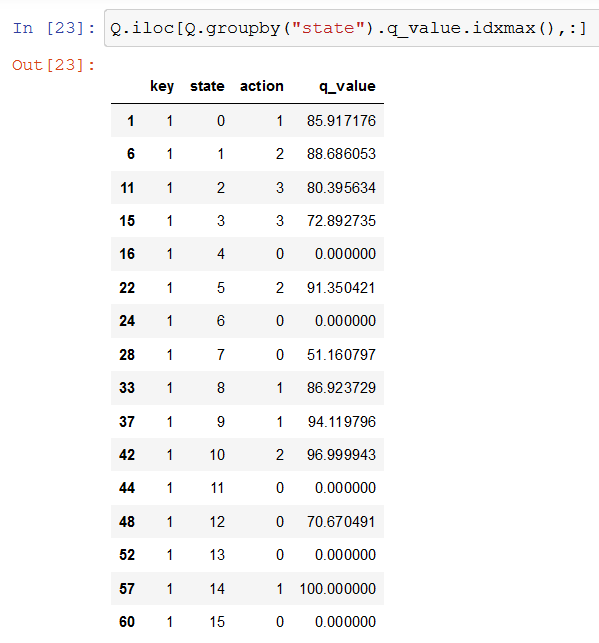 In [23]: Q.iloc[Q.groupby("state").q_value.idxmax(),:]
Out[23]:
key state action q_value
1 1 0 1 85.917176
6 1 1 2 88.686053
11 1 2 3 80.395634
15 1 3 3 72.892735
16 1 4 0 0.000000
22 1 5 2 91.350421
24 1 6 0 0.000000
28 1 7 0 51.160797
33 1 8 1 86.923729
37 1 9 1 94.119796
42 1 10 2 96.999943
44 1 11 0 0.000000
48 1 12 0 70.670491
52 1 13 0 0.000000
57 1 14 1 100.000000
60 1 15 0 0.000000